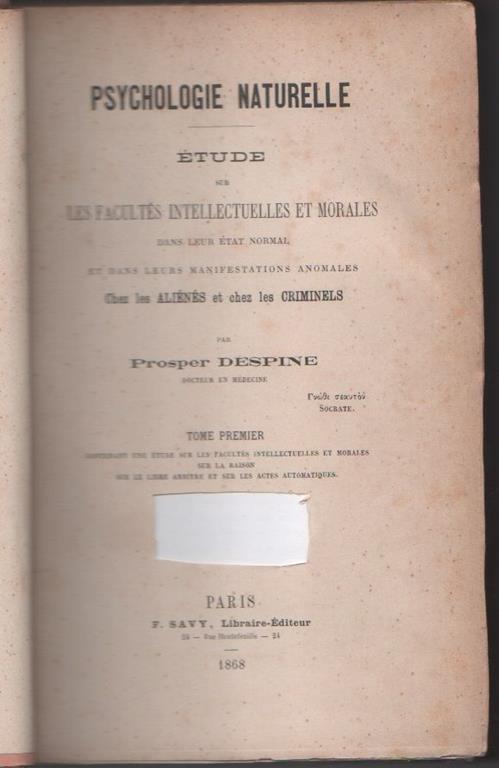 PSYCHOLOGIE NATURELLE
ÉTUDE
SUR
LES FACULTÉS INTELLECTUELLES ET MORALES
DANS LEUR ÉTAT NORMAL
ET DANS LEURS MANIFESTATIONS ANOMALES
Chez les ALIÉNÉS et chez les CRIMINELS
PAR
Prosper DESPINE
DOCTEUR EN MÉDECINE
Γνῶθι σεαυτὸν
SOCRATE.
TOME PREMIER
CONTENANT UNE ÉTUDE SUR LES FACULTÉS INTELLECTUELLES ET MORALES
SUR LA RAISON
SUR LE LIBRE ARBITRE ET SUR LES ACTES AUTOMATIQUES.
PARIS
F. SAVY, Libraire-Éditeur
24 — Rue Hautefeuille — 24
1868